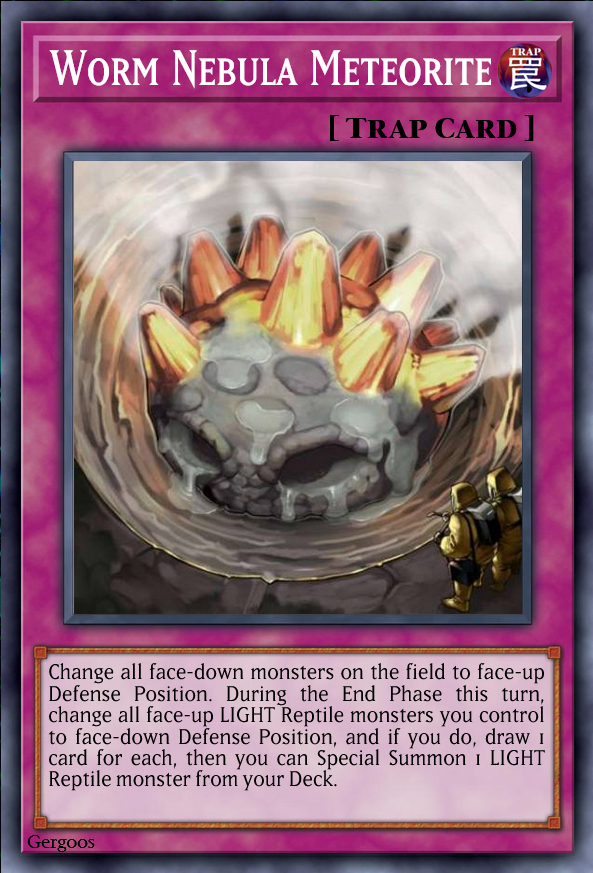 Worm Nebula Meteorite
TRAP
罠
[ Trap Card ]
Change all face-down monsters on the field to face-up
Defense Position. During the End Phase this turn,
change all face-up LIGHT Reptile monsters you control
to face-down Defense Position, and if you do, draw 1
card for each, then you can Special Summon 1 LIGHT
Reptile monster from your Deck.
Gergoos